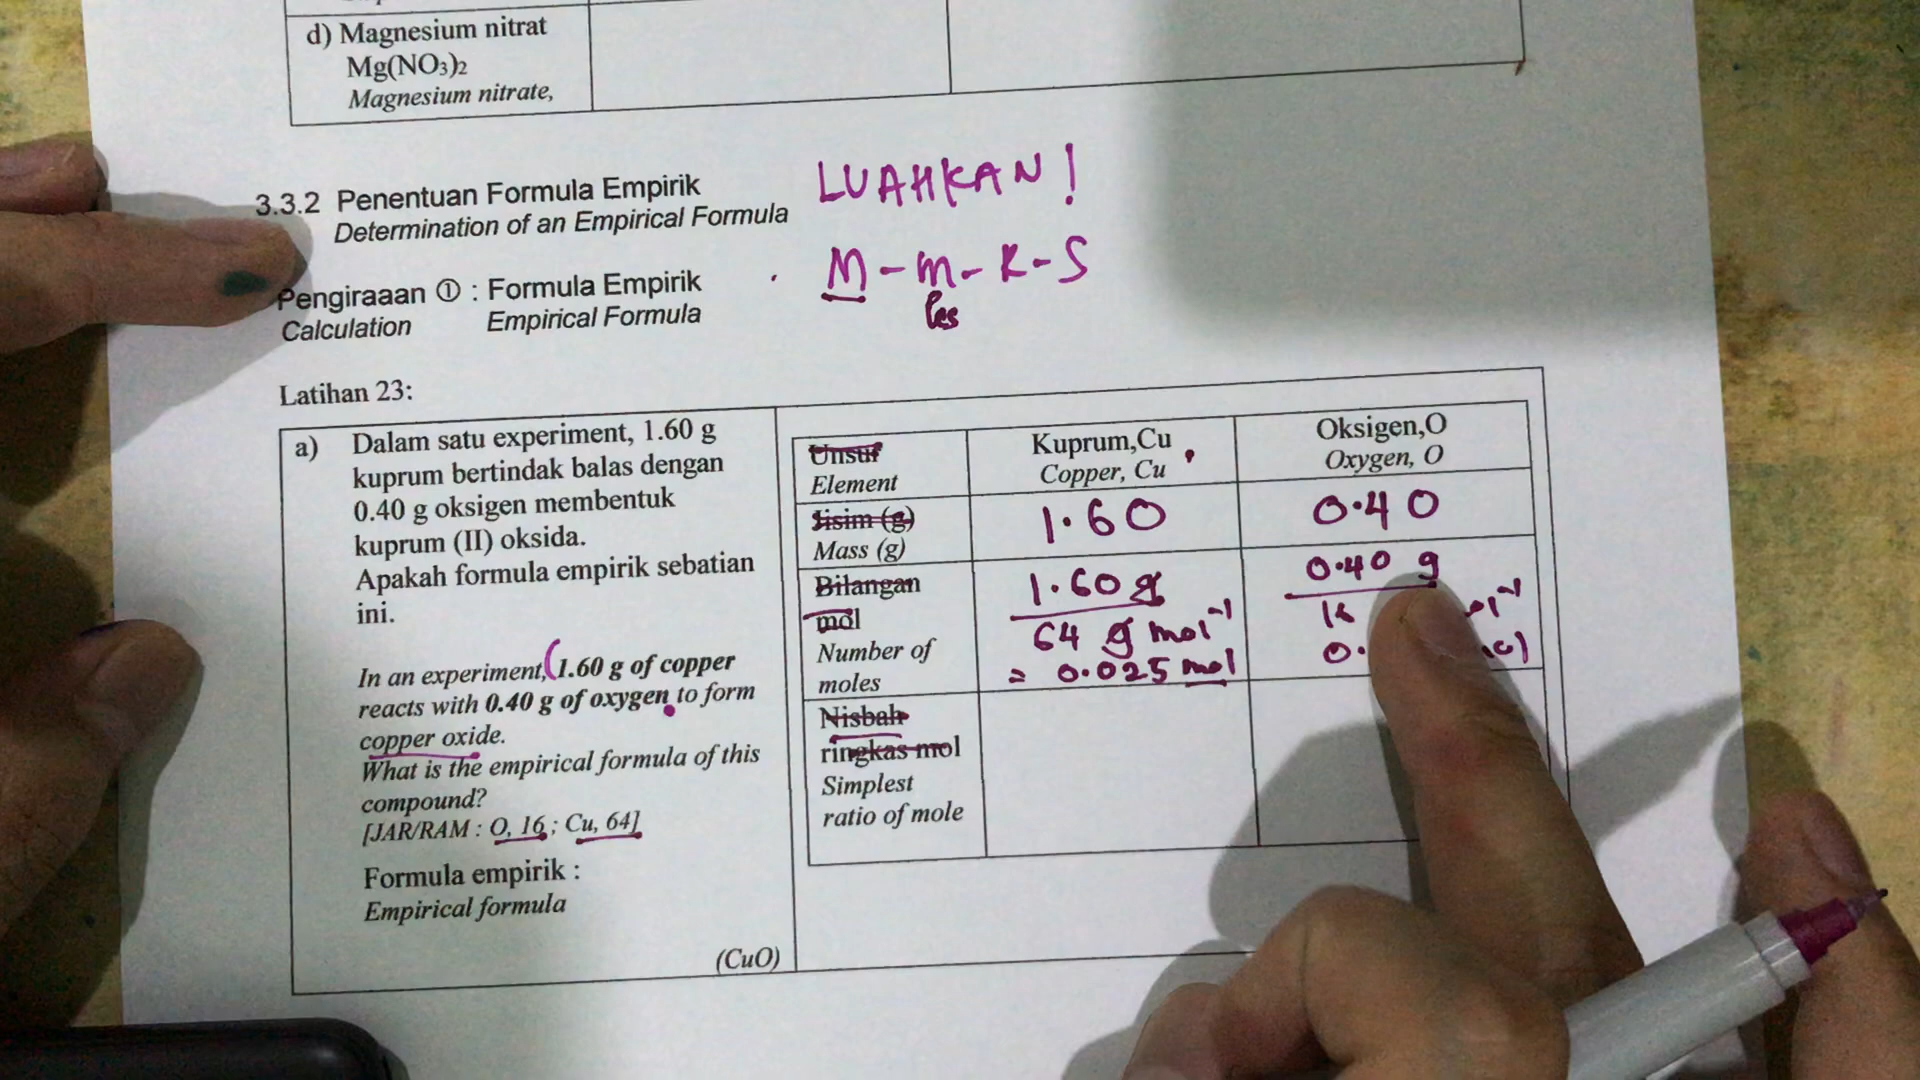 d) Magnesium nitrat
Mg(NO₃)₂
Magnesium nitrate,
3.3.2 Penentuan Formula Empirik
Determination of an Empirical Formula
LUAHKAN!
Pengiraaan ① : Formula Empirik
Calculation Empirical Formula
M - m - R - S
Latihan 23:
a) Dalam satu experiment, 1.60 g
kuprum bertindak balas dengan
0.40 g oksigen membentuk
kuprum (II) oksida.
Apakah formula empirik sebatian
ini.
In an experiment, (1.60 g of copper
reacts with 0.40 g of oxygen to form
copper oxide.
What is the empirical formula of this
compound?
[JAR/RAM : O, 16 ; Cu, 64]
Formula empirik :
Empirical formula
(CuO)
Unsur
Element
Kuprum,Cu
Copper, Cu
Oksigen,O
Oxygen, O
Jisim (g)
Mass (g)
1.60
0.40
Bilangan
mol
Number of
moles
1.60 g
64 g mol⁻¹
= 0.025 mol
0.40 g
0.
Nisbah
ringkas mol
Simplest
ratio of mole